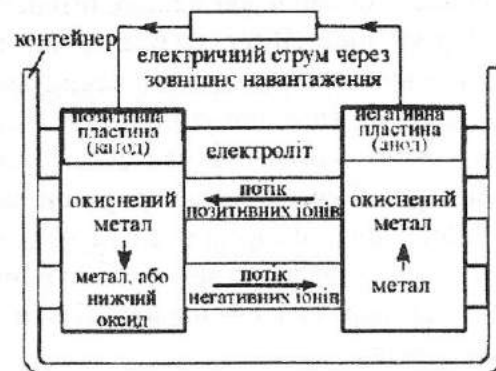 контейнер
електричний струм через
зовнішнє навантаження
позитивна
пластина
(катод)
електроліт
негативна
пластина
(анод)
окиснений
метал
метал, або
нижчий
оксид
потік
позитивних іонів
потік
негативних іонів
окиснений
метал
метал